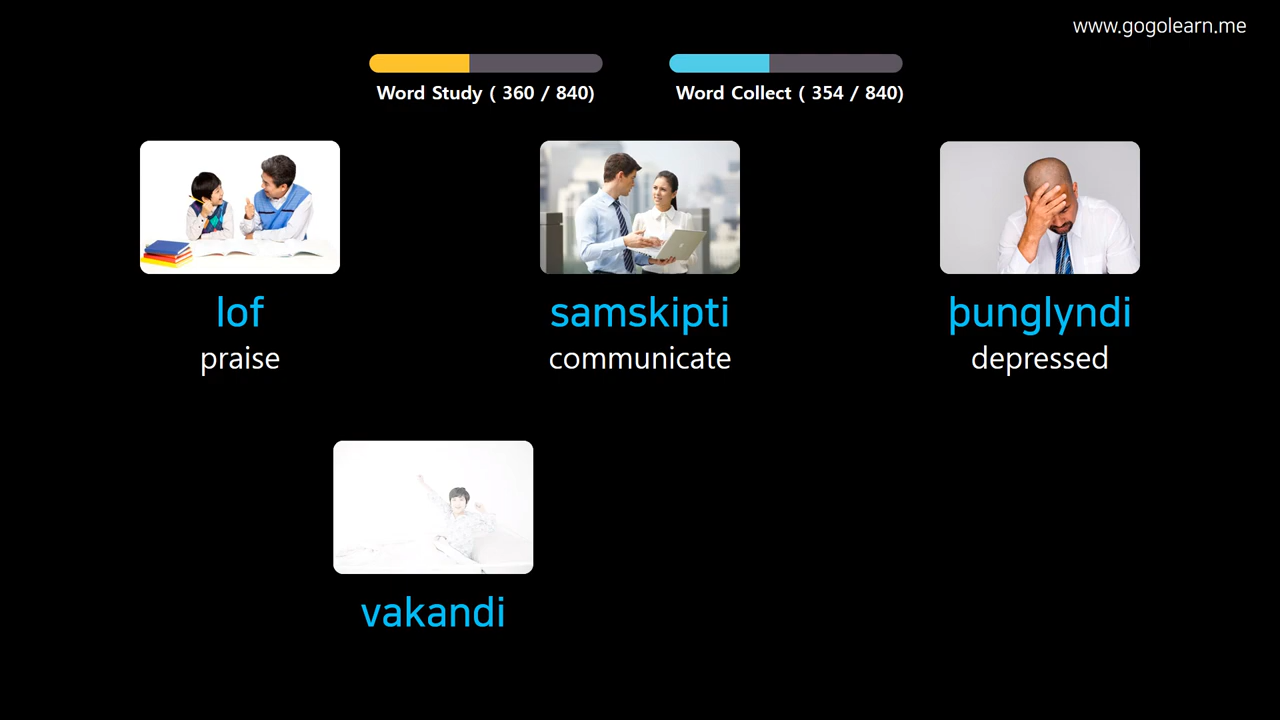 www.gogolearn.me
Word Study ( 360 / 840)
Word Collect ( 354 / 840)
lof
praise
samskipti
communicate
þunglyndi
depressed
vakandi